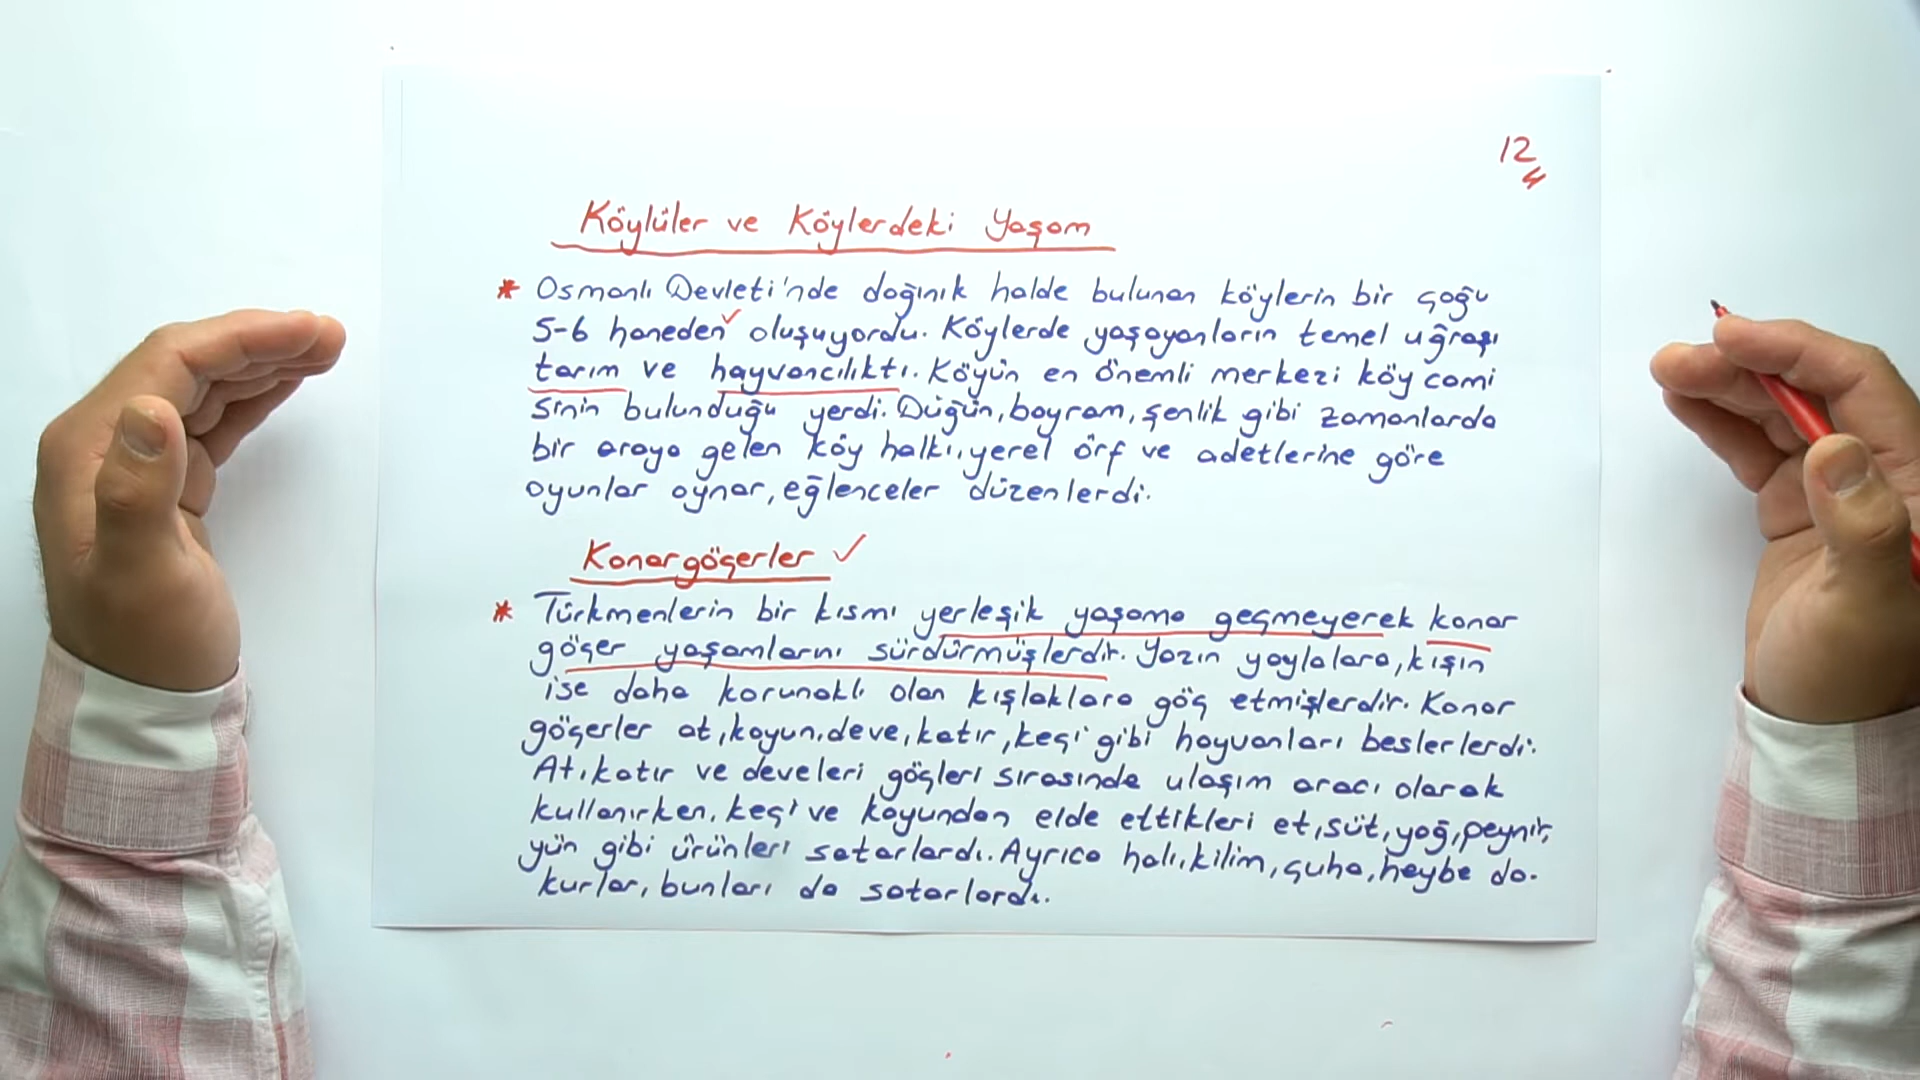 12
4
Köylüler ve Köylerdeki Yaşam
* Osmanlı Devleti'nde dağınık halde bulunan köylerin bir çoğu
5-6 haneden oluşuyordu. Köylerde yaşayanların temel uğraşı
tarım ve hayvancılıktı. Köyün en önemli merkezi köy cami
sinin bulunduğu yerdi. Düğün, bayram, şenlik gibi zamanlarda
bir araya gelen köy halkı, yerel örf ve adetlerine göre
oyunlar oynar, eğlenceler düzenlerdi.
Konargöçerler ✓
* Türkmenlerin bir kısmı yerleşik yaşama geçmeyerek konar
göçer yaşamlarını sürdürmüşlerdir. Yazın yaylalara, kışın
ise daha korunaklı olan kışlaklara göç etmişlerdir. Konar
göçerler at, koyun, deve, katır, keçi gibi hayvanları beslerlerdi.
At, katır ve develeri göçleri sırasında ulaşım aracı olarak
kullanırken, keçi ve koyundan elde ettikleri et, süt, yağ, peynir,
yün gibi ürünleri satarlardı. Ayrıca halı, kilim, çuha, heybe do-
kurlar, bunları da satarlardı.